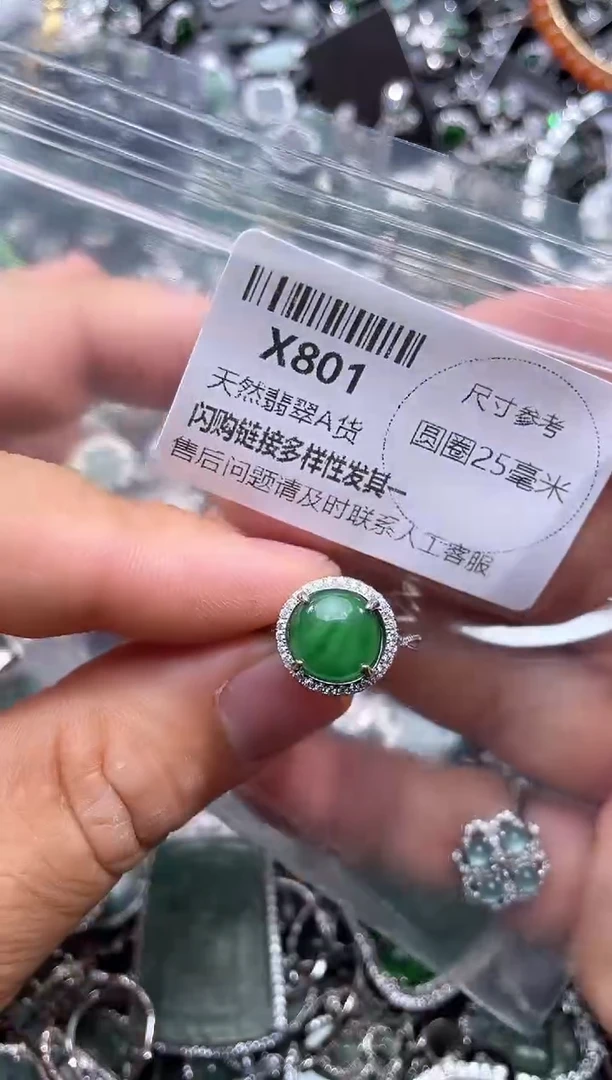 X801
天然翡翠A货
闪购链接多样性发其一
售后问题请及时联系人工客服
尺寸参考
圆圈25毫米